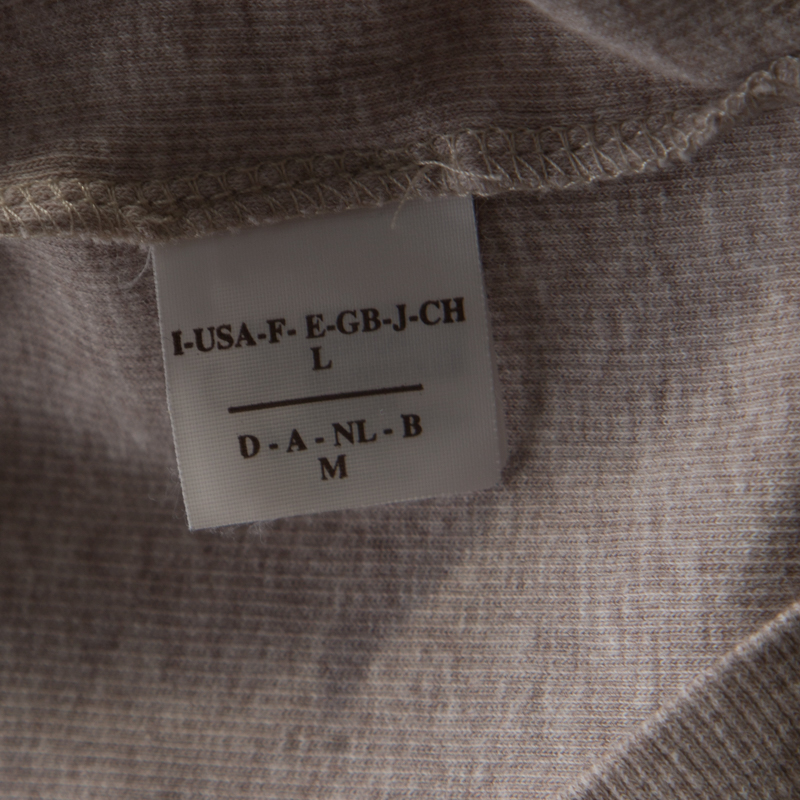 I-USA-F- E-GB-J-CH
L
D - A - NL - B
M